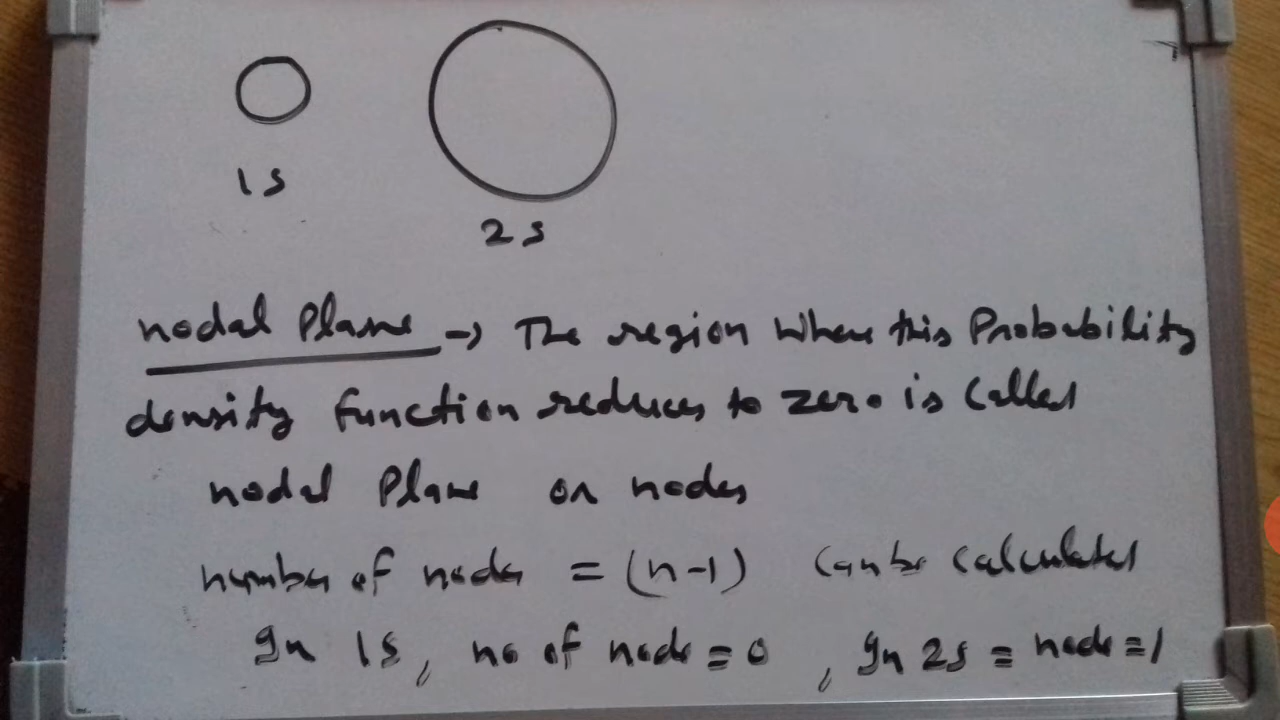 1s
2s
nodal Plane → The region where this Probability
density function reduces to zero is called
nodal Plane or nodes
number of nodes = (n-1) can be calculated
In 1s, no of node = 0, In 2s = node = 1